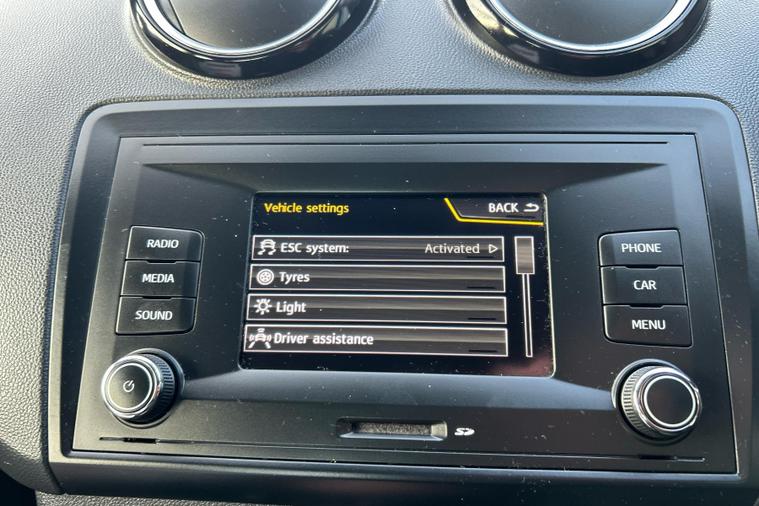 Vehicle settings
BACK
ESC system: Activated
Tyres
Light
Driver assistance
RADIO
MEDIA
SOUND
PHONE
CAR
MENU
SD